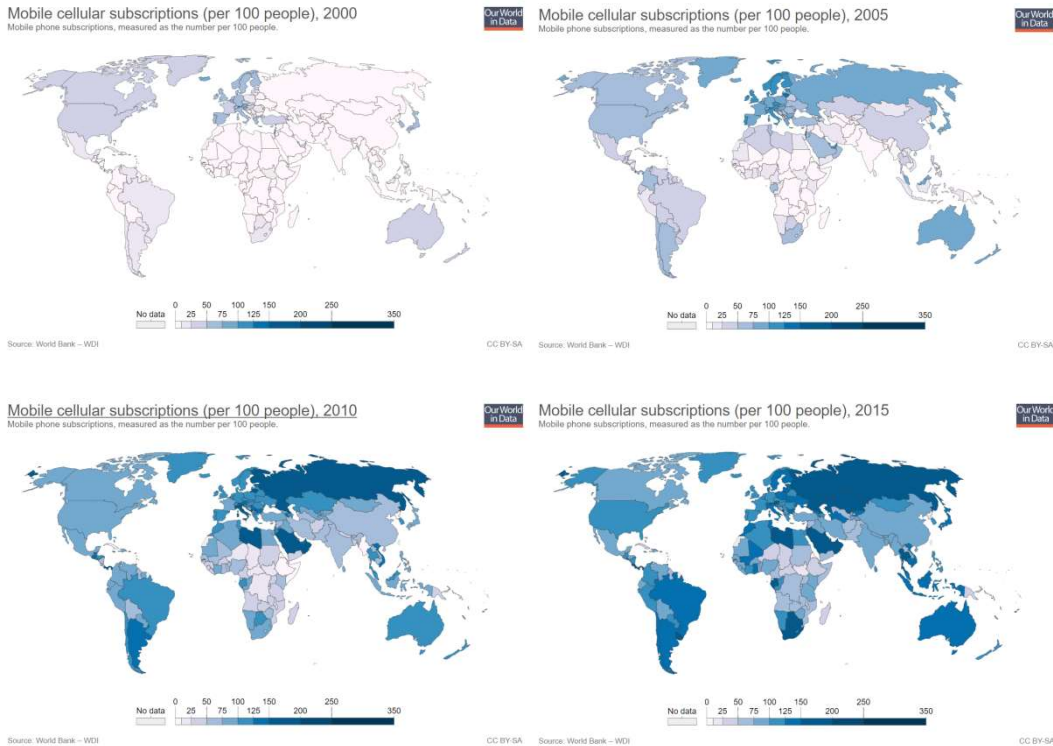 Mobile cellular subscriptions (per 100 people), 2000
Mobile phone subscriptions, measured as the number per 100 people.
Our World
in Data
No data
0 25 50 75 100 125 150 200 250 350
Source: World Bank – WDI
CC BY-SA
Mobile cellular subscriptions (per 100 people), 2005
Mobile phone subscriptions, measured as the number per 100 people.
Our World
in Data
No data
0 25 50 75 100 125 150 200 250 350
Source: World Bank – WDI
CC BY-SA
Mobile cellular subscriptions (per 100 people), 2010
Mobile phone subscriptions, measured as the number per 100 people.
Our World
in Data
No data
0 25 50 75 100 125 150 200 250 350
Source: World Bank – WDI
CC BY-SA
Mobile cellular subscriptions (per 100 people), 2015
Mobile phone subscriptions, measured as the number per 100 people.
Our World
in Data
No data
0 25 50 75 100 125 150 200 250 350
Source: World Bank – WDI
CC BY-SA